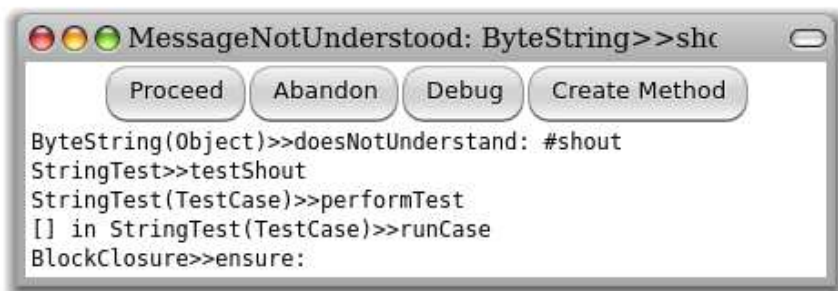 MessageNotUnderstood: ByteString>>sho
Proceed Abandon Debug Create Method
ByteString(Object)>>doesNotUnderstand: #shout
StringTest>>testShout
StringTest(TestCase)>>performTest
[] in StringTest(TestCase)>>runCase
BlockClosure>>ensure: